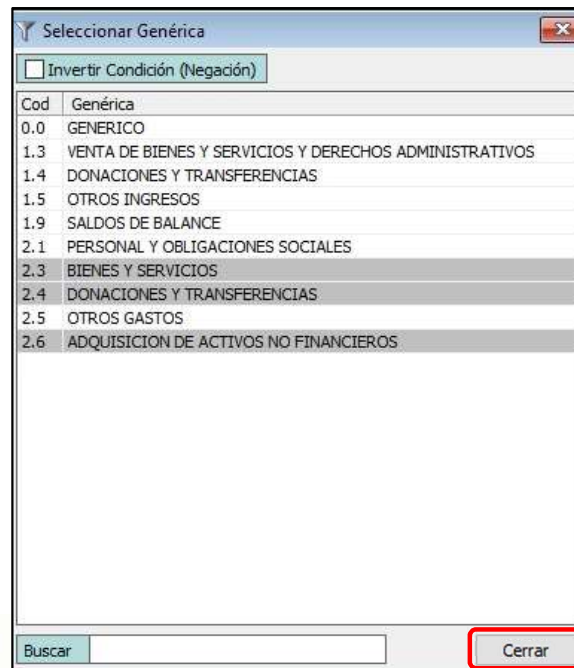 Seleccionar Genérica
Invertir Condición (Negación)
Cod Genérica
0.0 GENERICO
1.3 VENTA DE BIENES Y SERVICIOS Y DERECHOS ADMINISTRATIVOS
1.4 DONACIONES Y TRANSFERENCIAS
1.5 OTROS INGRESOS
1.9 SALDOS DE BALANCE
2.1 PERSONAL Y OBLIGACIONES SOCIALES
2.3 BIENES Y SERVICIOS
2.4 DONACIONES Y TRANSFERENCIAS
2.5 OTROS GASTOS
2.6 ADQUISICION DE ACTIVOS NO FINANCIEROS
Buscar Cerrar